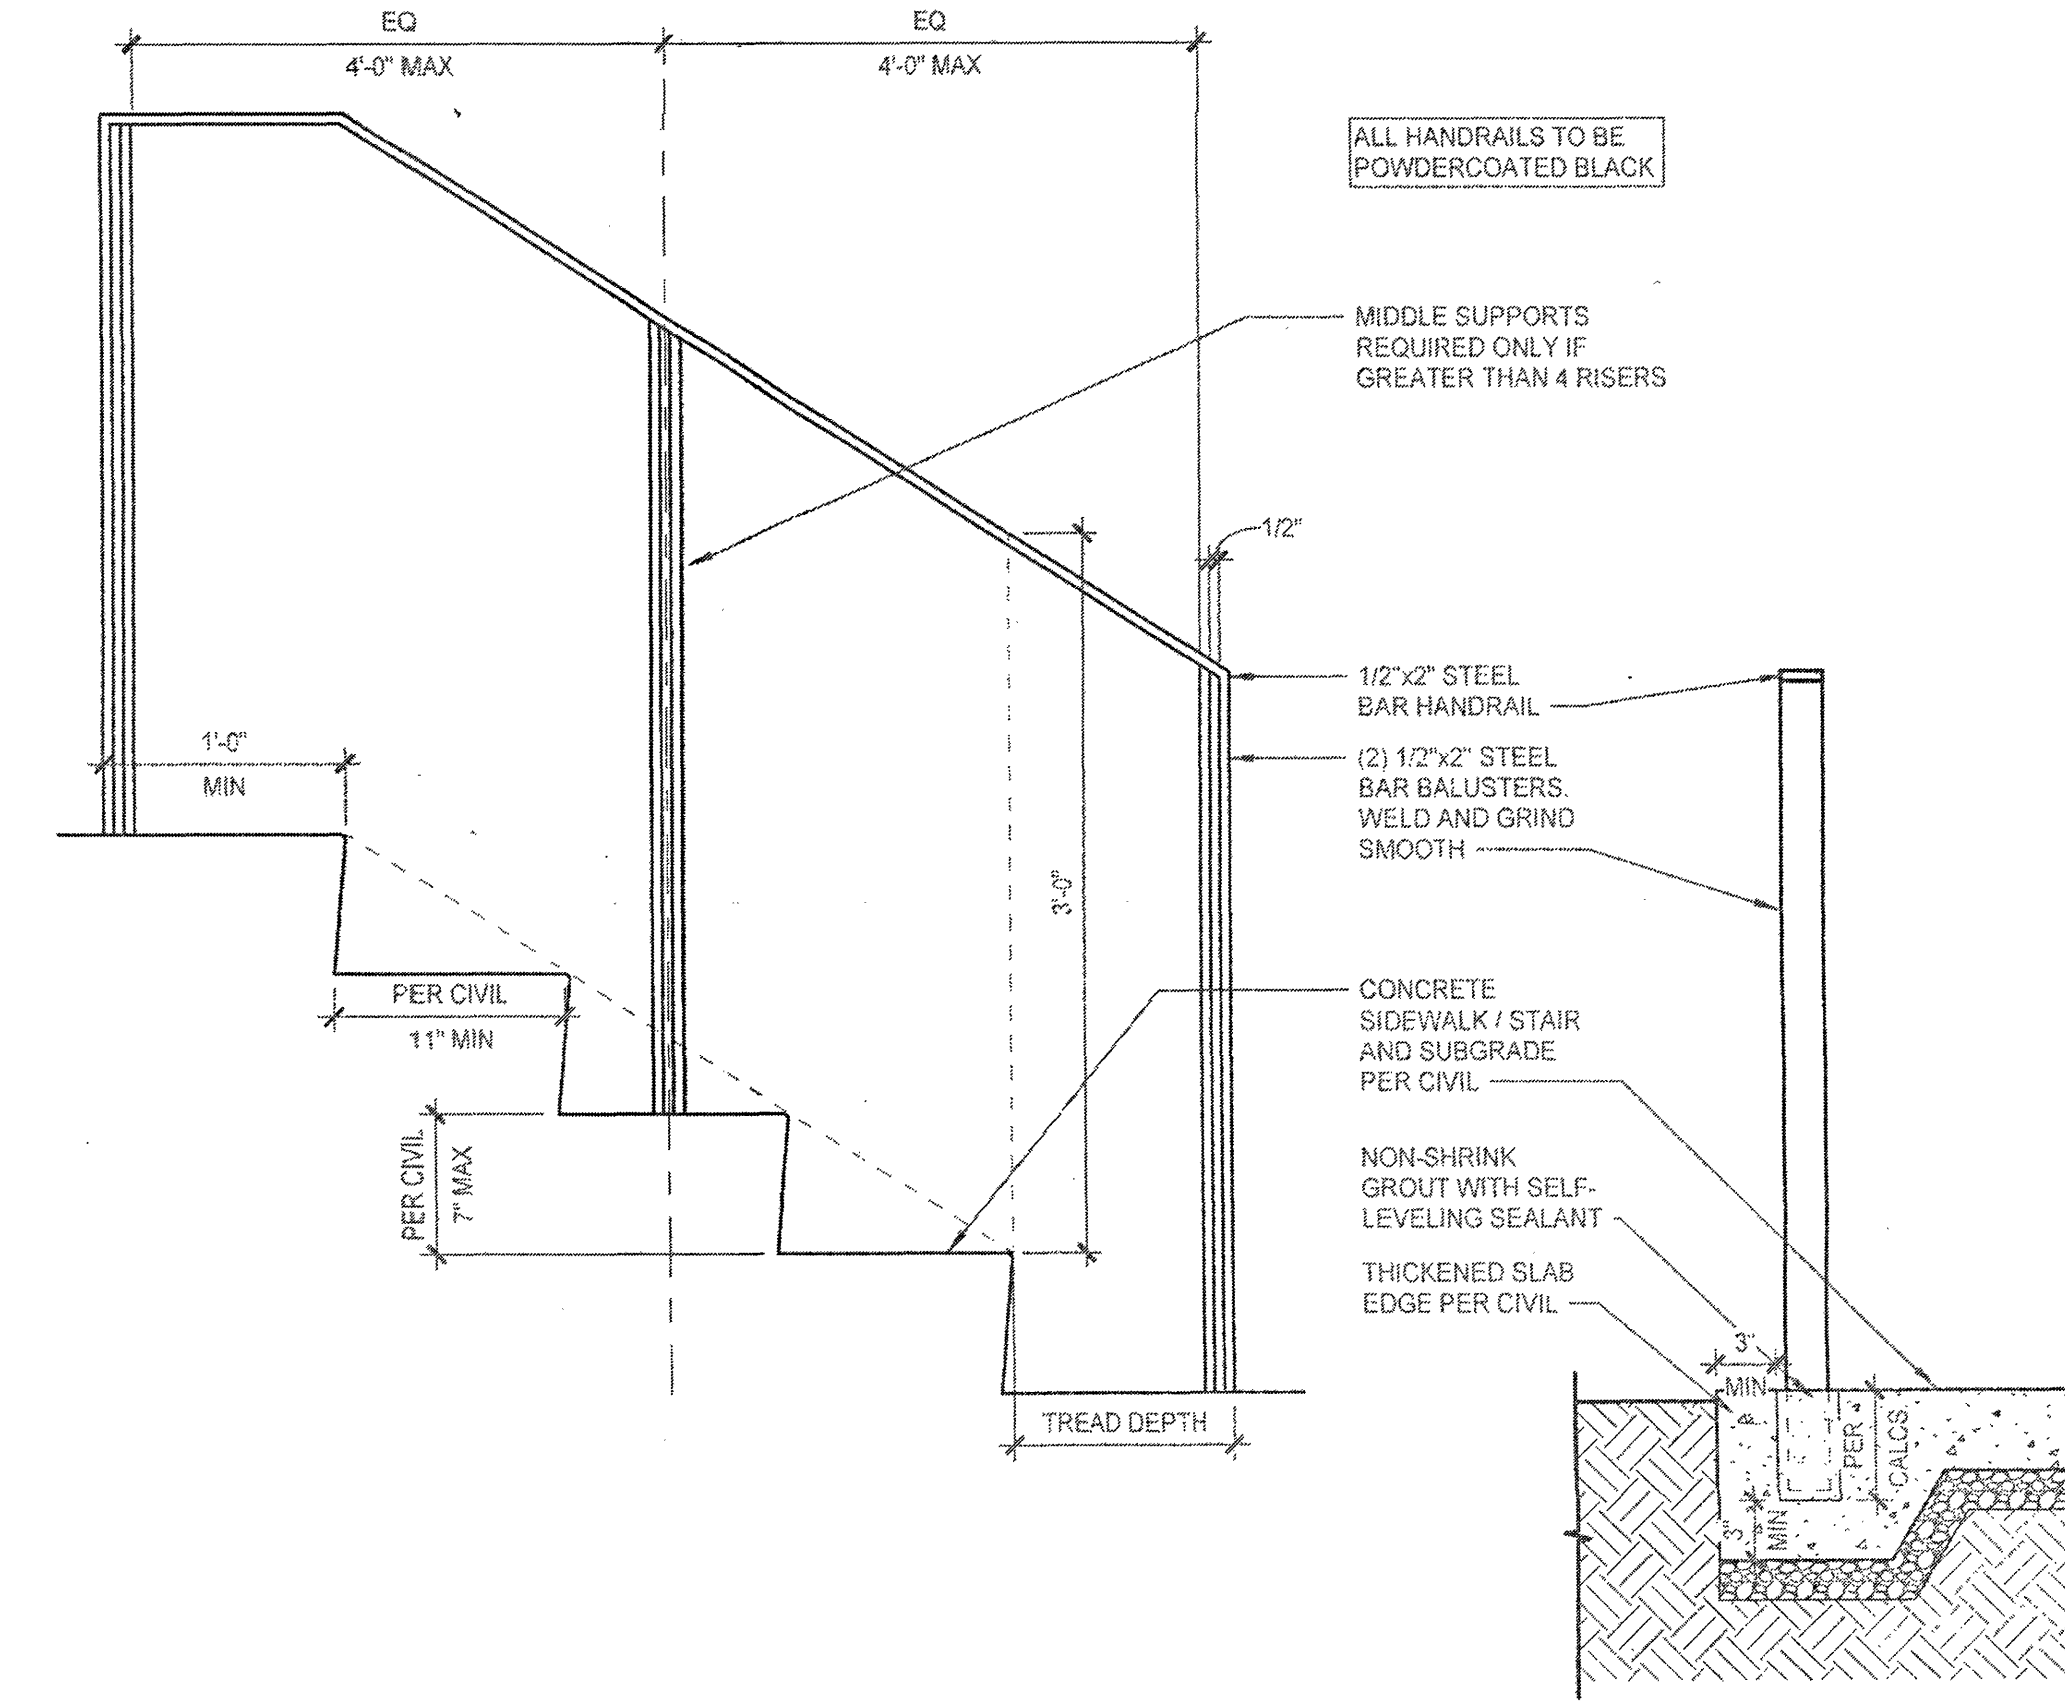 EQ
4'-0" MAX
EQ
4'-0" MAX
ALL HANDRAILS TO BE
POWDERCOATED BLACK
MIDDLE SUPPORTS
REQUIRED ONLY IF
GREATER THAN 4 RISERS
1/2"
1/2"x2" STEEL
BAR HANDRAIL
(2) 1/2"x2" STEEL
BAR BALUSTERS.
WELD AND GRIND
SMOOTH
1'-0"
MIN
3'-0"
CONCRETE
SIDEWALK / STAIR
AND SUBGRADE
PER CIVIL
PER CIVIL
11" MIN
PER CIVIL
7" MAX
NON-SHRINK
GROUT WITH SELF-
LEVELING SEALANT
THICKENED SLAB
EDGE PER CIVIL
3"
MIN
TREAD DEPTH
PER
CALCS
3"
MIN